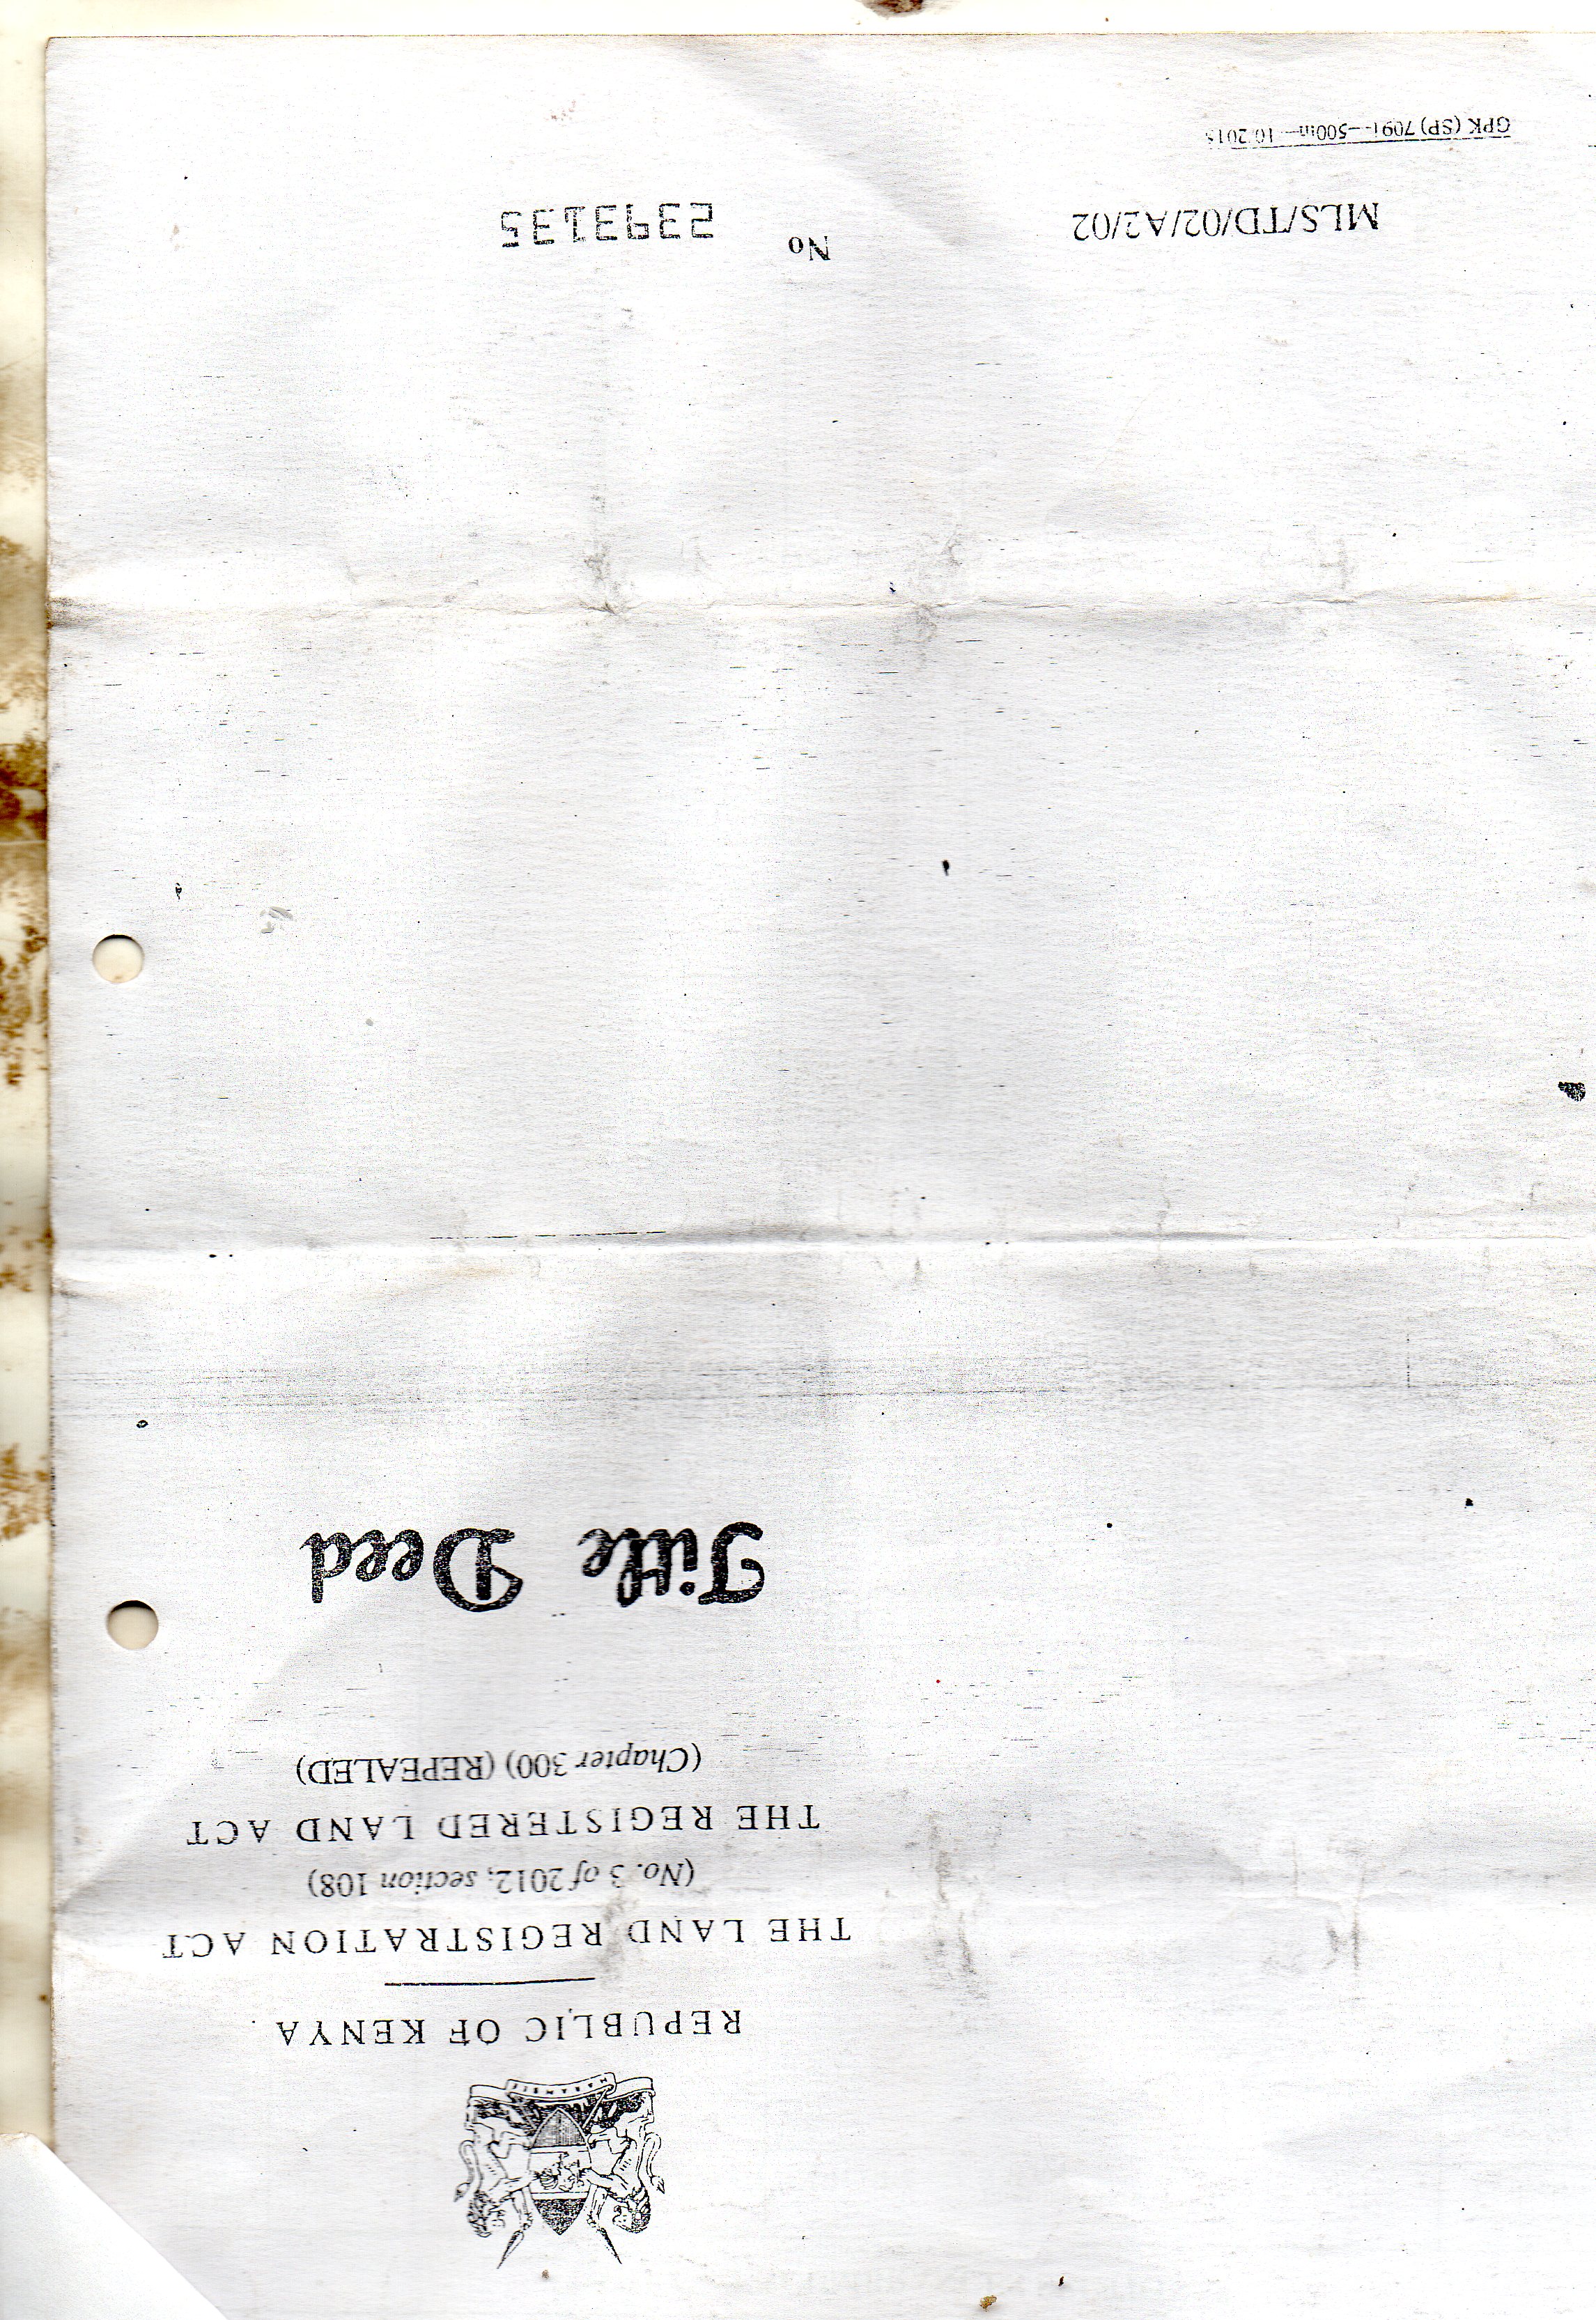 HARAMBEE
REPUBLIC OF KENYA
THE LAND REGISTRATION ACT
(No. 3 of 2012, section 108)
THE REGISTERED LAND ACT
(Chapter 300) (REPEALED)
Title Deed
No 2393135
MLS/TD/02/A2/02
GPK (SP) 7091—500m—10/2015